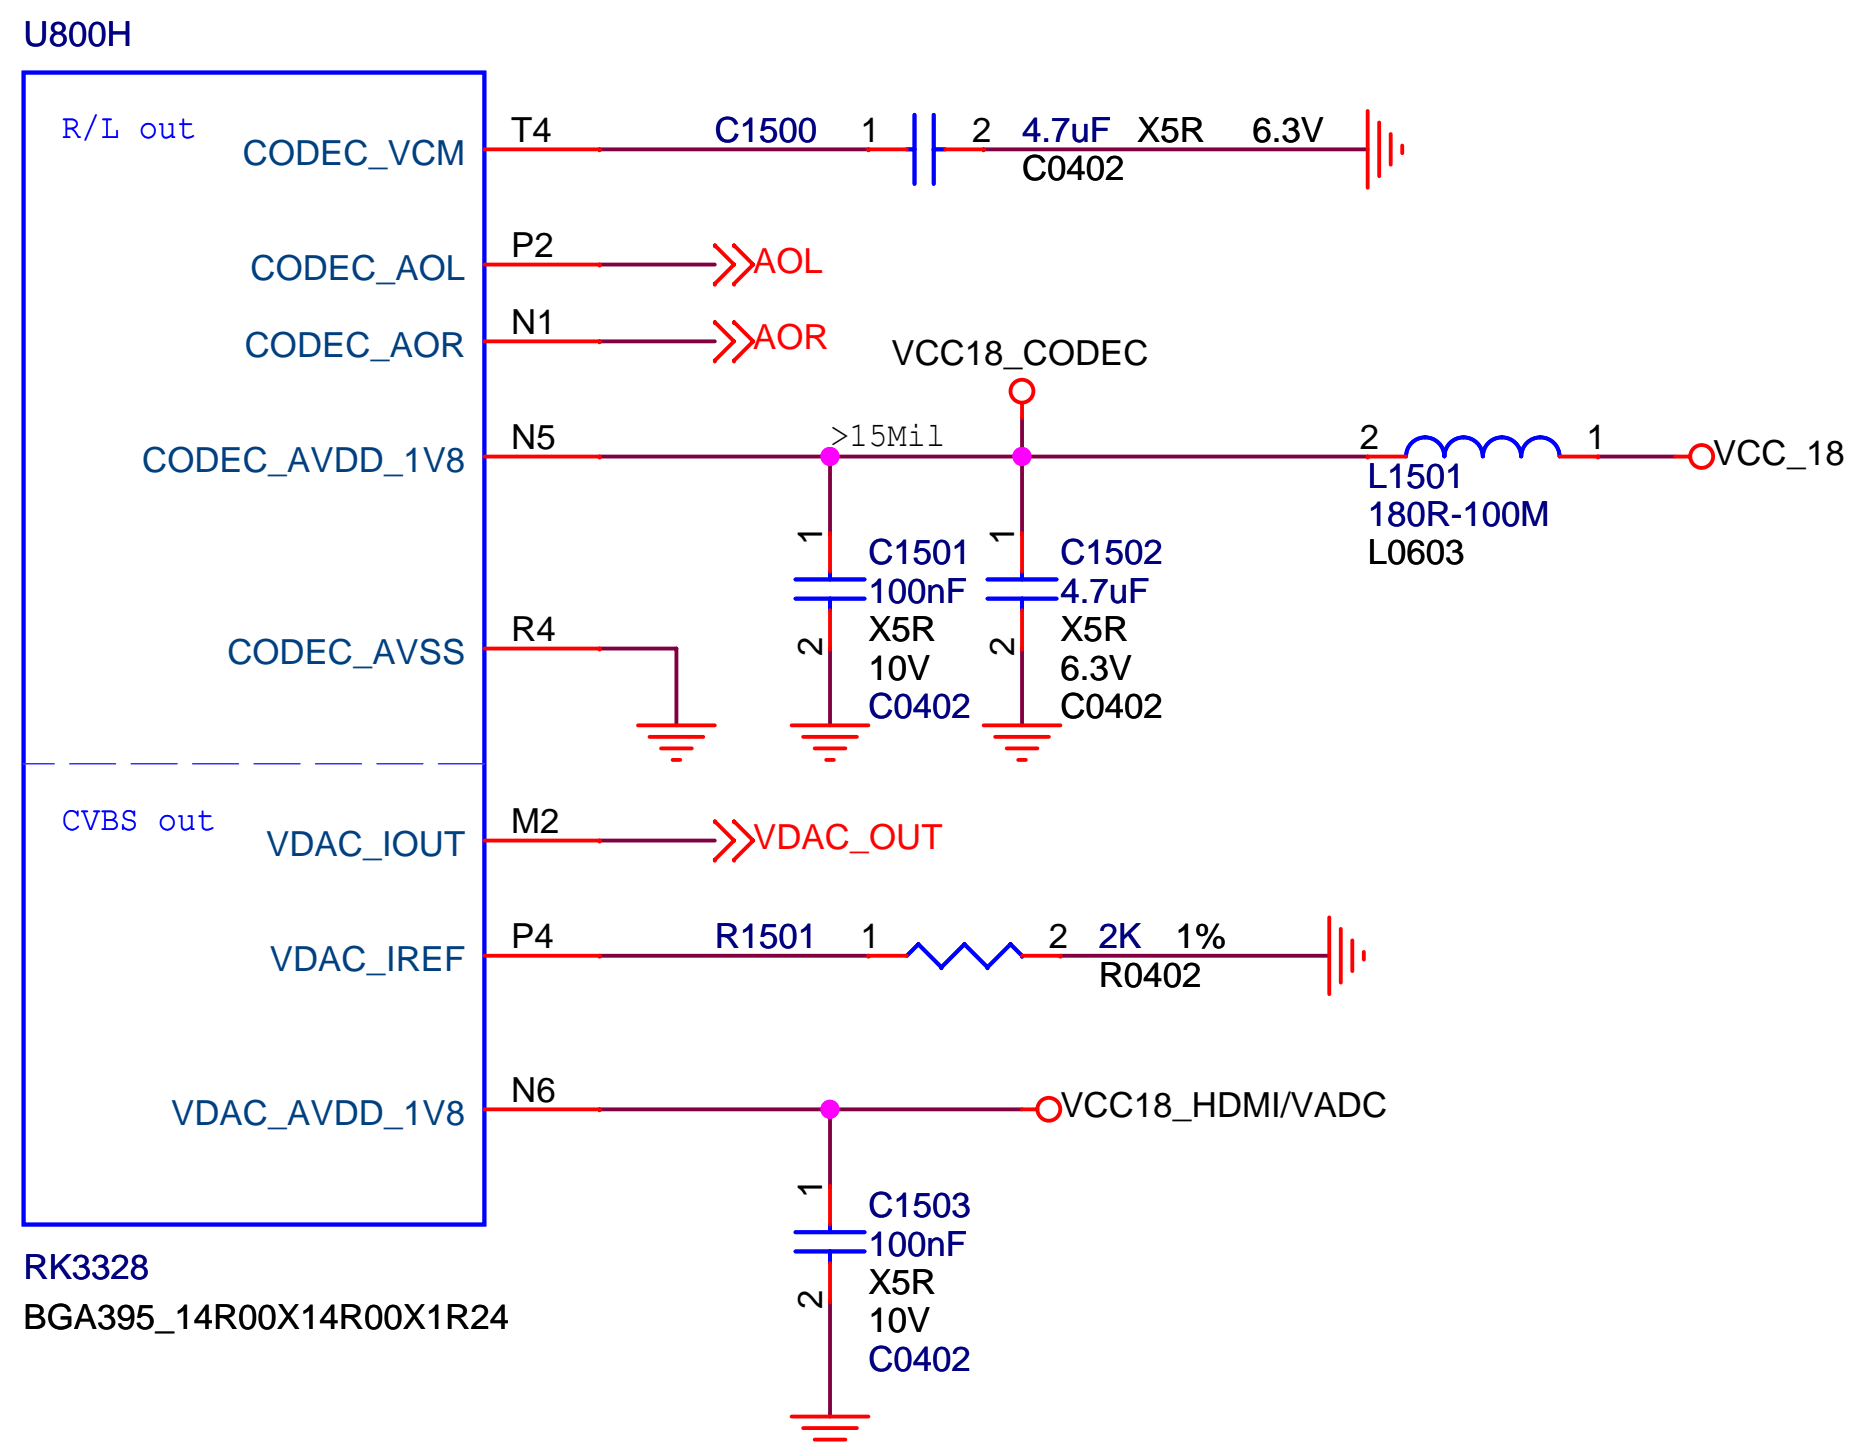 U800H
R/L out
CODEC_VCM T4 C1500 1 2 4.7uF X5R 6.3V
C0402
CODEC_AOL P2 AOL
CODEC_AOR N1 AOR
VCC18_CODEC
CODEC_AVDD_1V8 N5 >15Mil 2 1 VCC_18
L1501
180R-100M
L0603
1 C1501
100nF
X5R
2 10V
C0402
1 C1502
4.7uF
X5R
2 6.3V
C0402
CODEC_AVSS R4
CVBS out
VDAC_IOUT M2 VDAC_OUT
VDAC_IREF P4 R1501 1 2 2K 1%
R0402
VDAC_AVDD_1V8 N6 VCC18_HDMI/VADC
1 C1503
100nF
X5R
2 10V
C0402
RK3328
BGA395_14R00X14R00X1R24